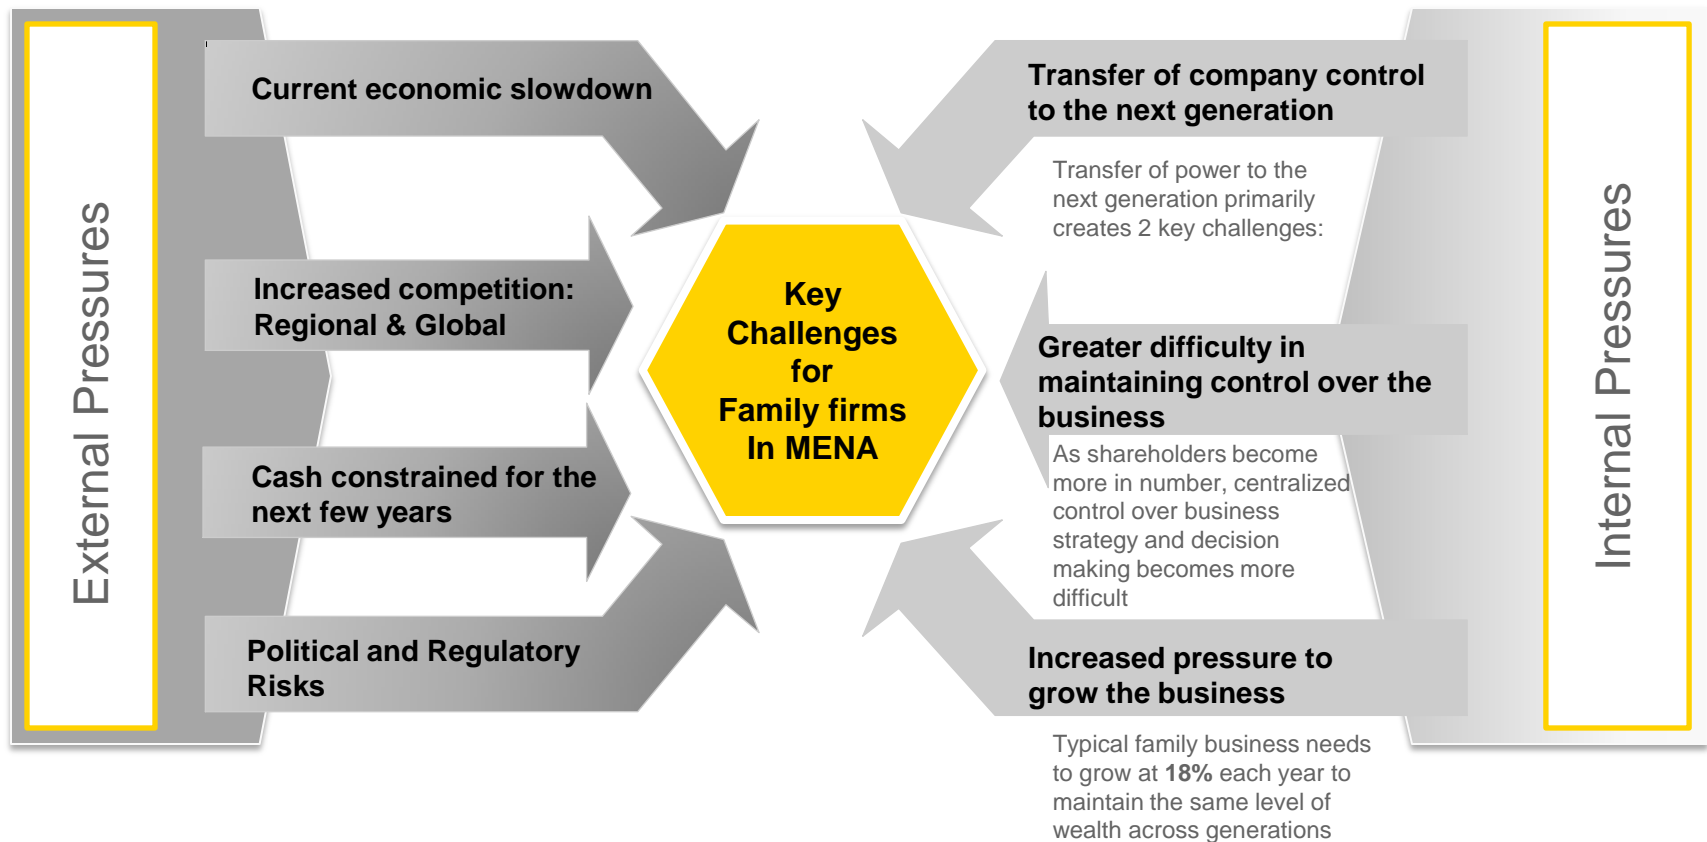 External Pressures
Current economic slowdown
Increased competition:
Regional & Global
Cash constrained for the
next few years
Political and Regulatory
Risks
Key
Challenges
for
Family firms
In MENA
Transfer of company control
to the next generation
Transfer of power to the
next generation primarily
creates 2 key challenges:
Greater difficulty in
maintaining control over the
business
As shareholders become
more in number, centralized
control over business
strategy and decision
making becomes more
difficult
Increased pressure to
grow the business
Typical family business needs
to grow at 18% each year to
maintain the same level of
wealth across generations
Internal Pressures